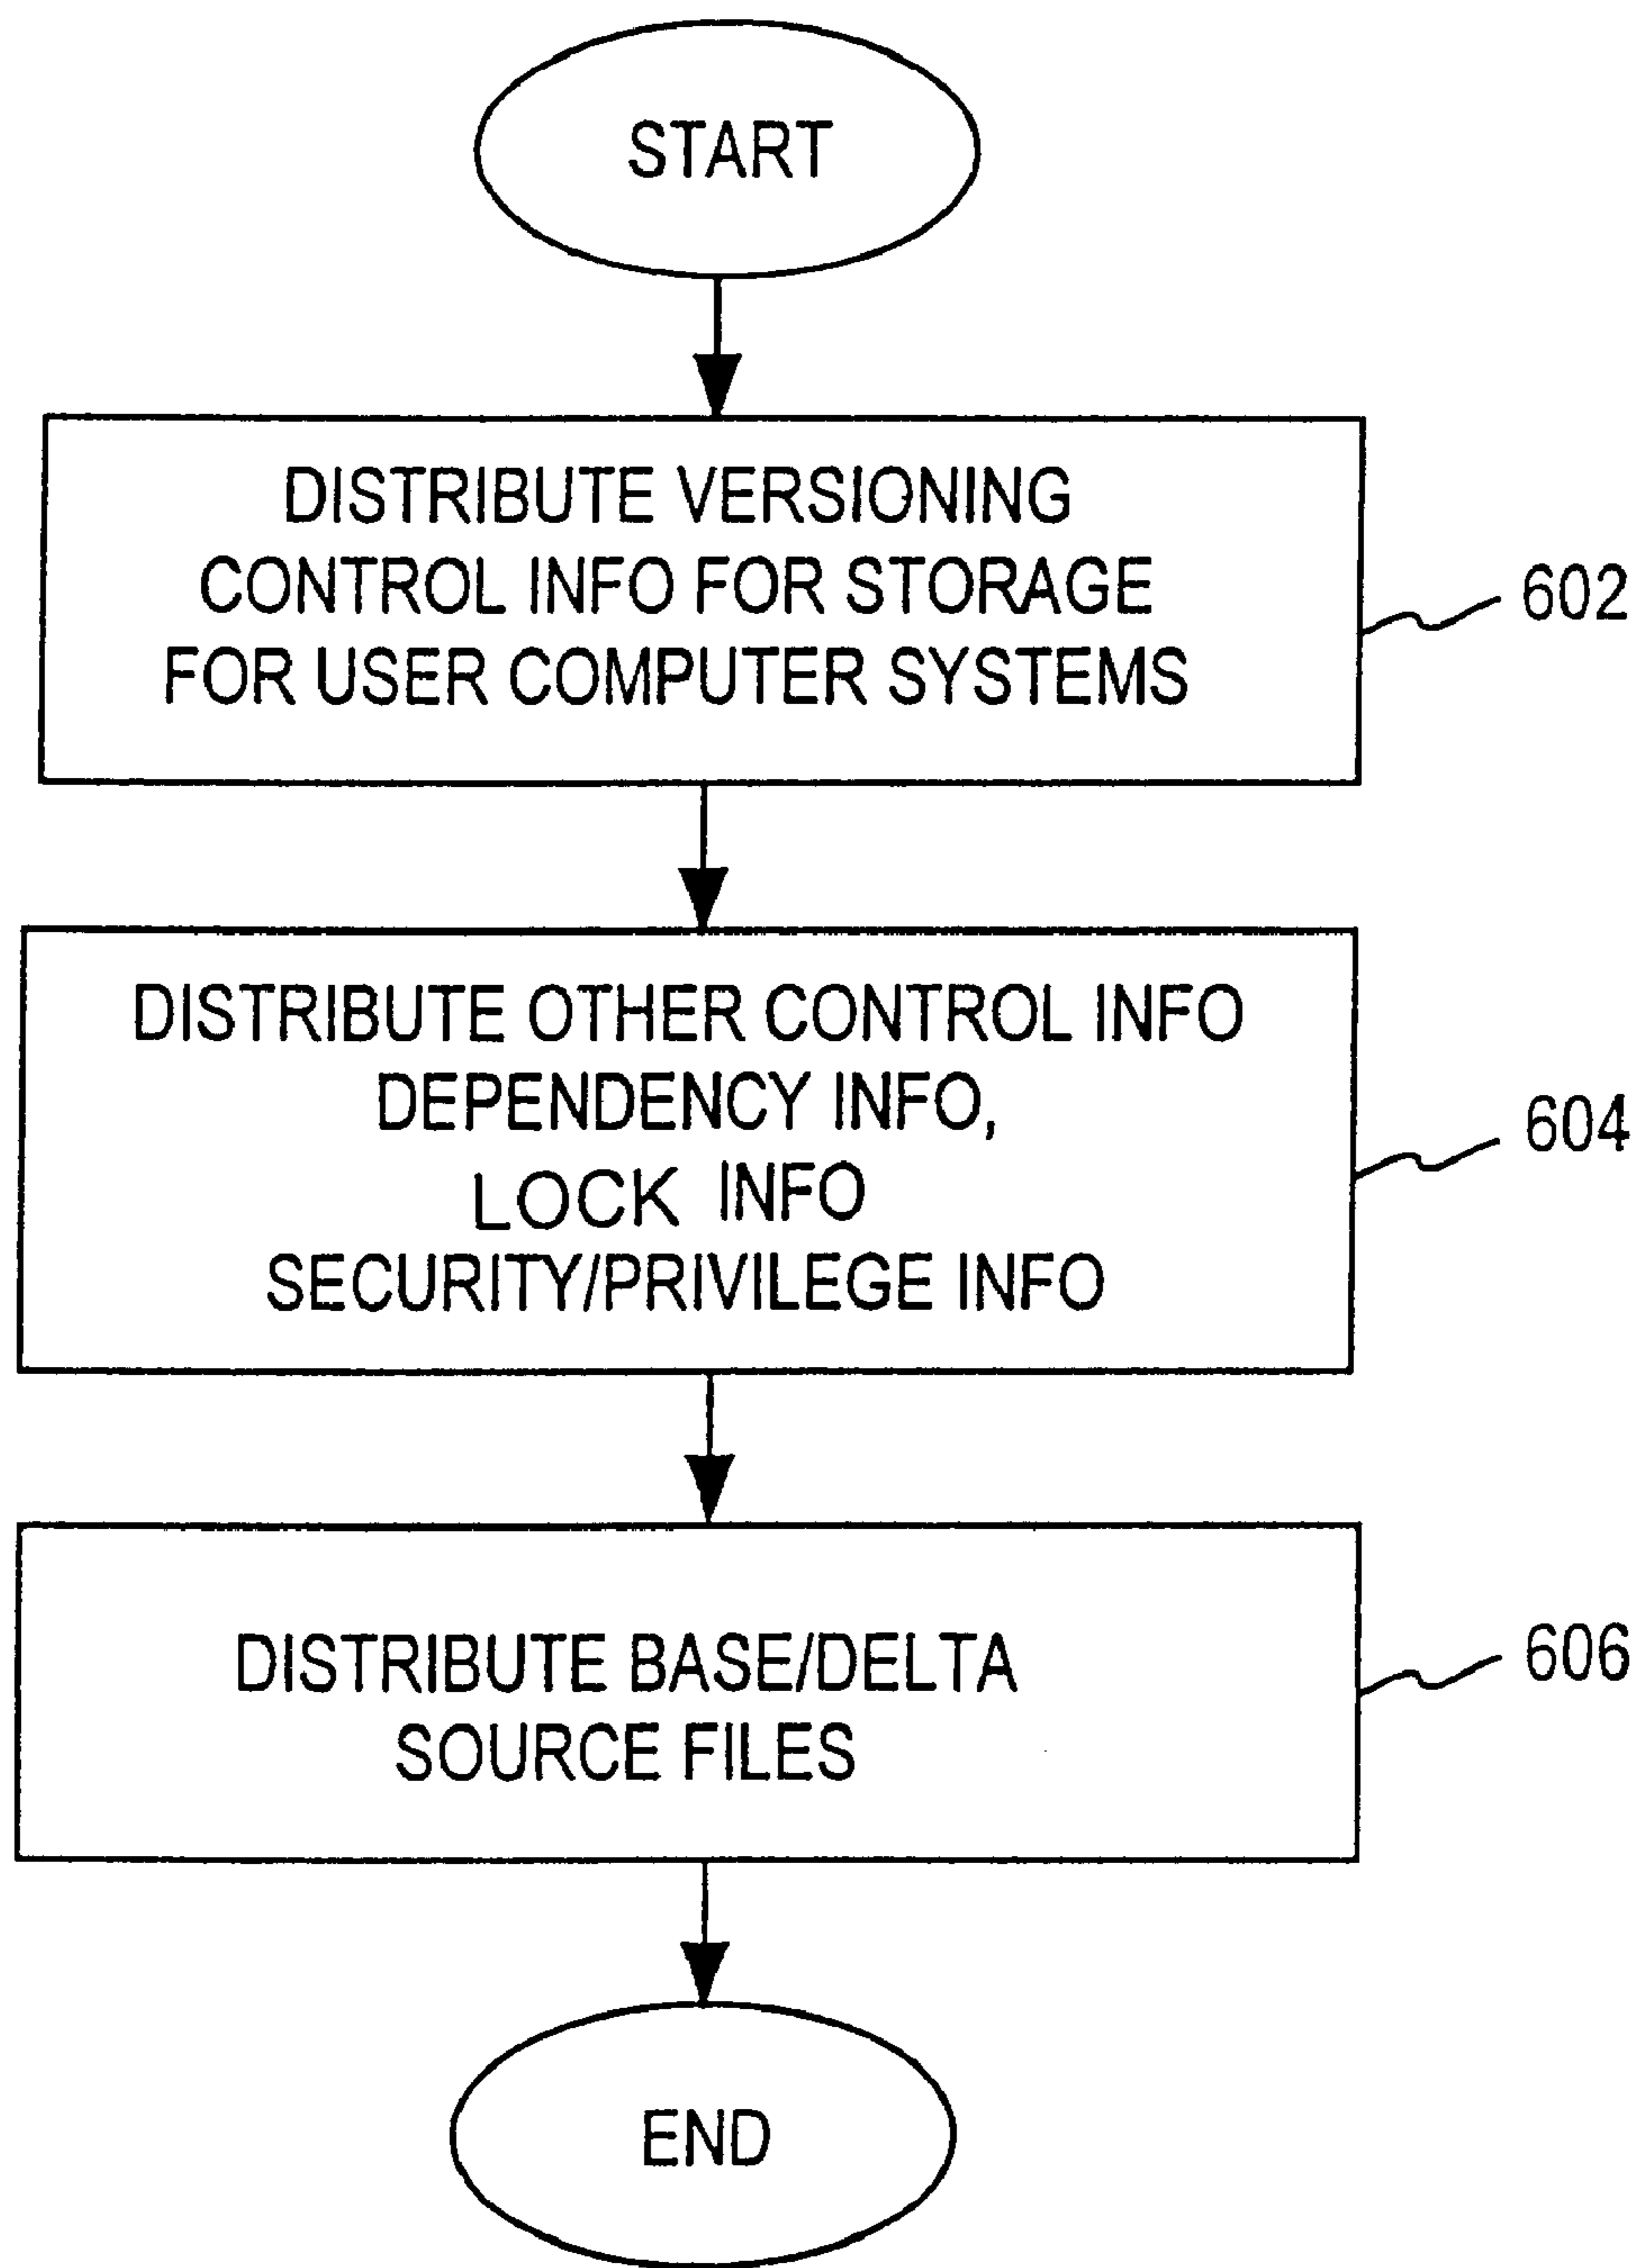 START
DISTRIBUTE VERSIONING
CONTROL INFO FOR STORAGE
FOR USER COMPUTER SYSTEMS
602
DISTRIBUTE OTHER CONTROL INFO
DEPENDENCY INFO,
LOCK INFO
SECURITY/PRIVILEGE INFO
604
DISTRIBUTE BASE/DELTA
SOURCE FILES
606
END